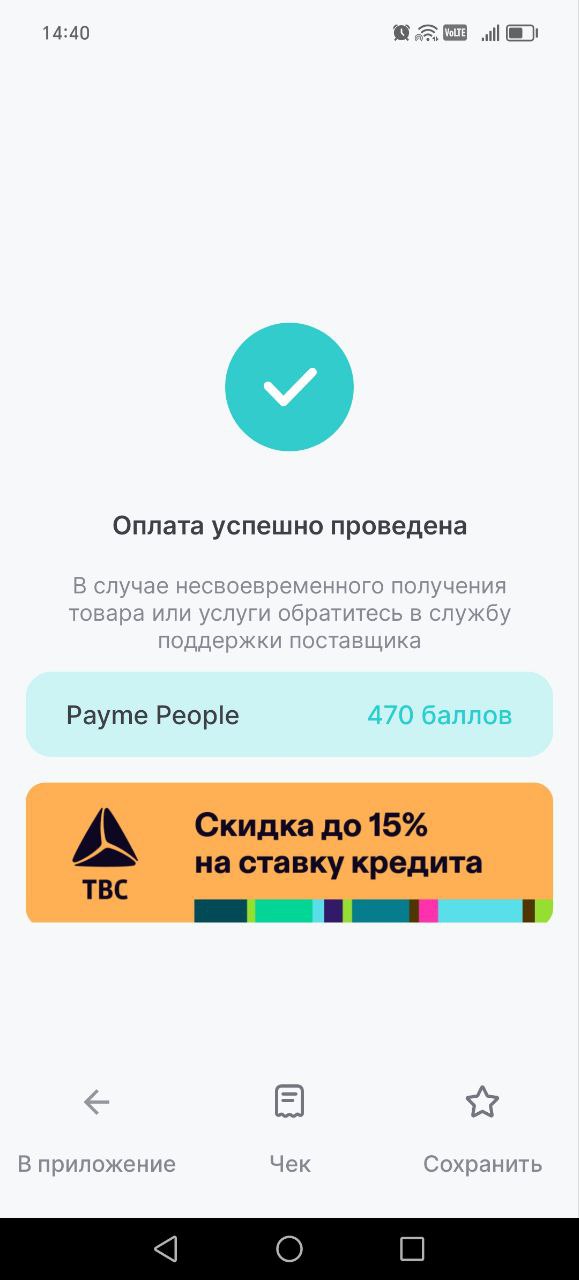 14:40
VoLTE
Оплата успешно проведена
В случае несвоевременного получения
товара или услуги обратитесь в службу
поддержки поставщика
Payme People 470 баллов
Скидка до 15%
на ставку кредита
TBC
В приложение Чек Сохранить